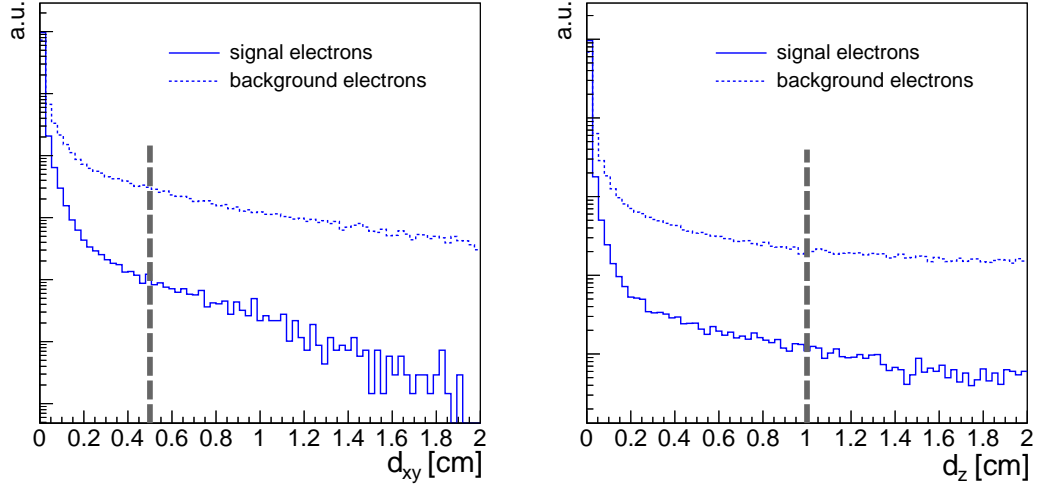 a.u.
signal electrons
background electrons
0 0.2 0.4 0.6 0.8 1 1.2 1.4 1.6 1.8 2
d_xy [cm]
a.u.
signal electrons
background electrons
0 0.2 0.4 0.6 0.8 1 1.2 1.4 1.6 1.8 2
d_z [cm]